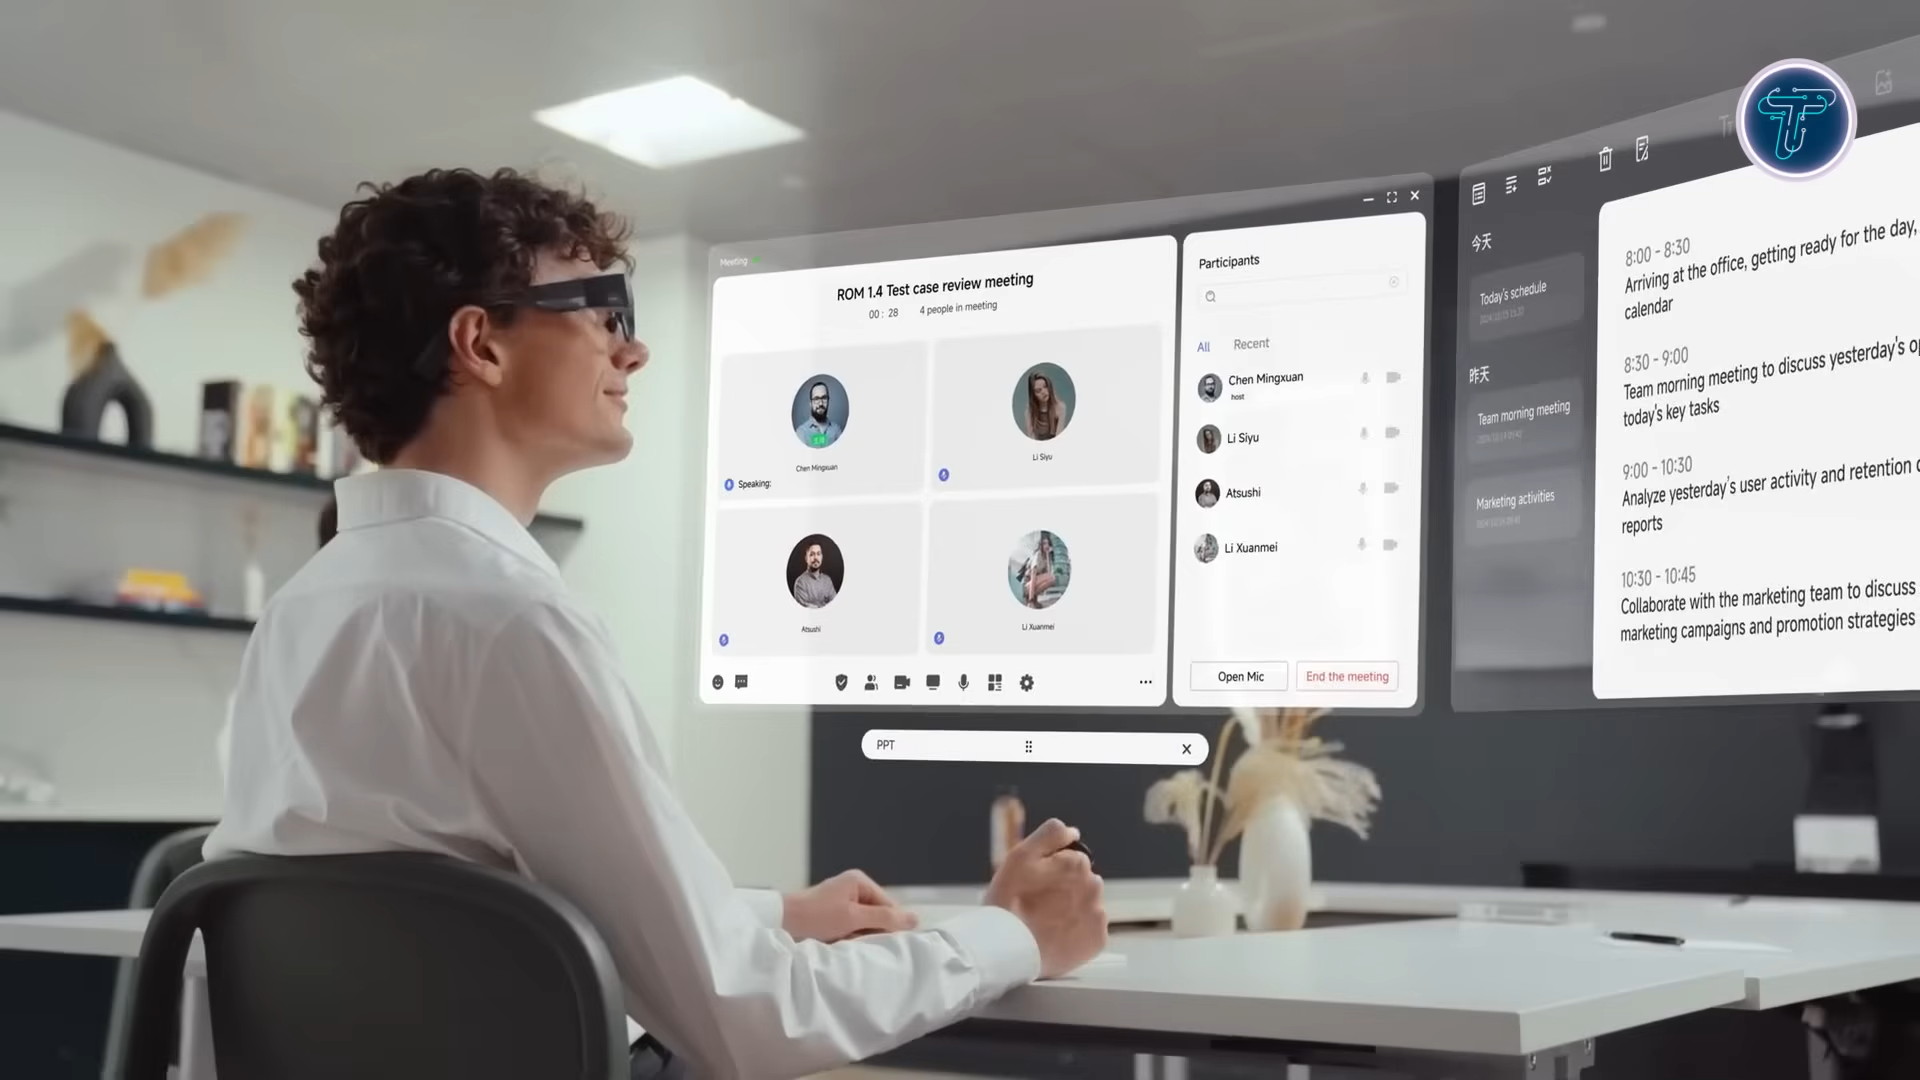 Meeting
ROM 1.4 Test case review meeting
00 : 28 4 people in meeting
Chen Mingxuan
Speaking:
Li Siyu
Atsushi
Li Xuanmei
PPT
Participants
All Recent
Chen Mingxuan
host
Li Siyu
Atsushi
Li Xuanmei
Open Mic End the meeting
今天
Today's schedule
昨天
Team morning meeting
Marketing activities
8:00 - 8:30
Arriving at the office, getting ready for the day,
calendar
8:30 - 9:00
Team morning meeting to discuss yesterday's
today's key tasks
9:00 - 10:30
Analyze yesterday's user activity and retention
reports
10:30 - 10:45
Collaborate with the marketing team to discuss
marketing campaigns and promotion strategies